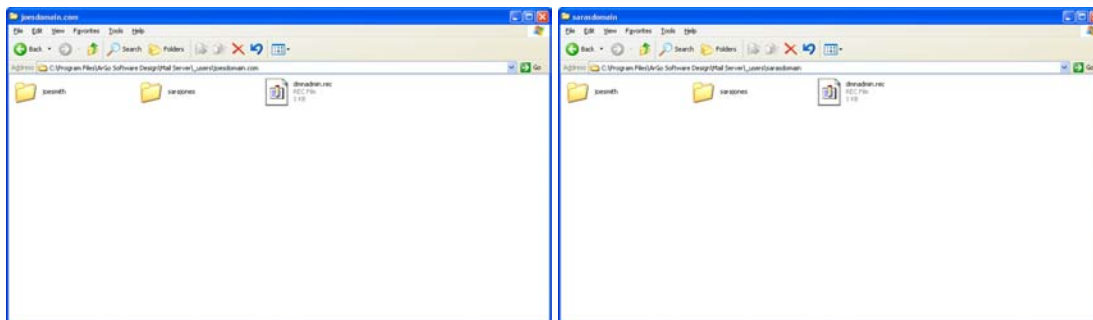 joesdomain.com
File Edit View Favorites Tools Help
Back Search Folders
Address C:\Program Files\ArGo Software Design\Mail Server\_users\joesdomain.com Go
joesmith sarajones dnnadmin.rec
REC File
1 KB
sarasdomain
File Edit View Favorites Tools Help
Back Search Folders
Address C:\Program Files\ArGo Software Design\Mail Server\_users\sarasdomain Go
joesmith sarajones dnnadmin.rec
REC File
1 KB